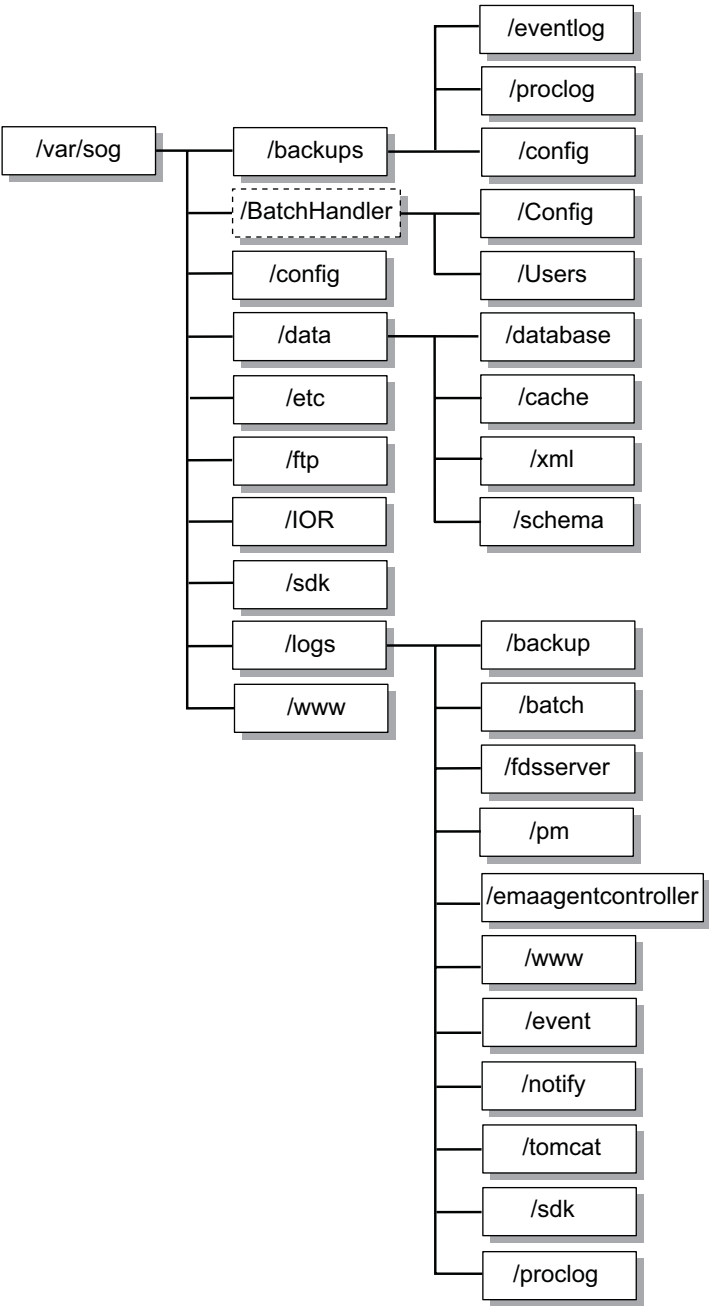 /var/sog
/backups
/eventlog
/proclog
/config
/BatchHandler
/Config
/Users
/config
/data
/database
/cache
/xml
/schema
/etc
/ftp
/IOR
/sdk
/logs
/backup
/batch
/fdsserver
/pm
/emaagentcontroller
/www
/event
/notify
/tomcat
/sdk
/proclog
/www